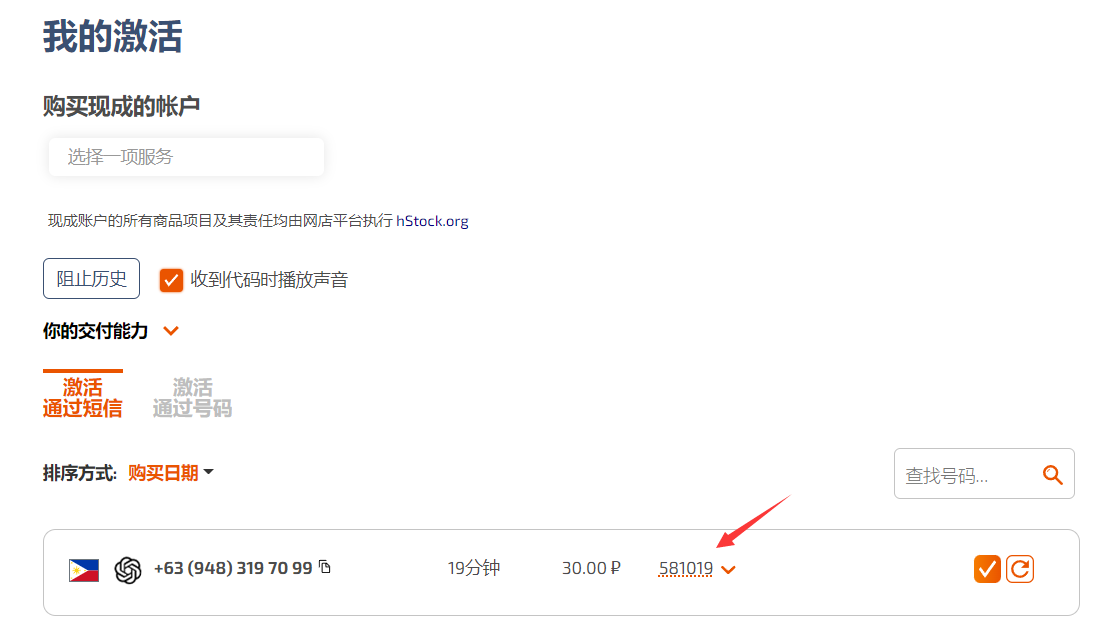 我的激活
购买现成的帐户
选择一项服务
现成账户的所有商品项目及其责任均由网店平台执行 hStock.org
阻止历史 收到代码时播放声音
你的交付能力
激活 激活
通过短信 通过号码
排序方式: 购买日期 查找号码...
+63 (948) 319 70 99 19分钟 30.00 ₽ 581019